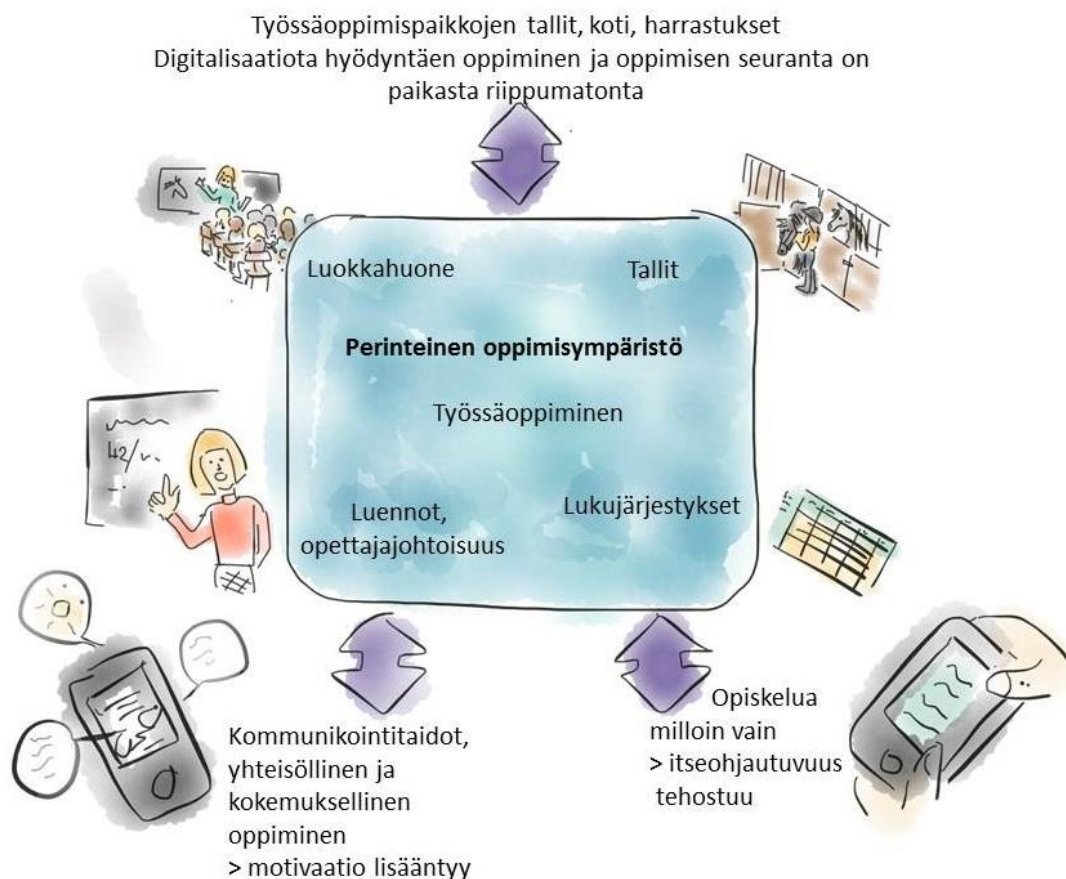 Työssäoppimispaikkojen tallit, koti, harrastukset
Digitalisaatiota hyödyntäen oppiminen ja oppimisen seuranta on
paikasta riippumatonta
Luokkahuone
Tallit
Perinteinen oppimisympäristö
Työssäoppiminen
42/
Luennot,
opettajajohtoisuus
Lukujärjestykset
Kommunikointitaidot,
yhteisöllinen ja
kokemuksellinen
oppiminen
> motivaatio lisääntyy
Opiskelua
milloin vain
> itseohjautuvuus
tehostuu